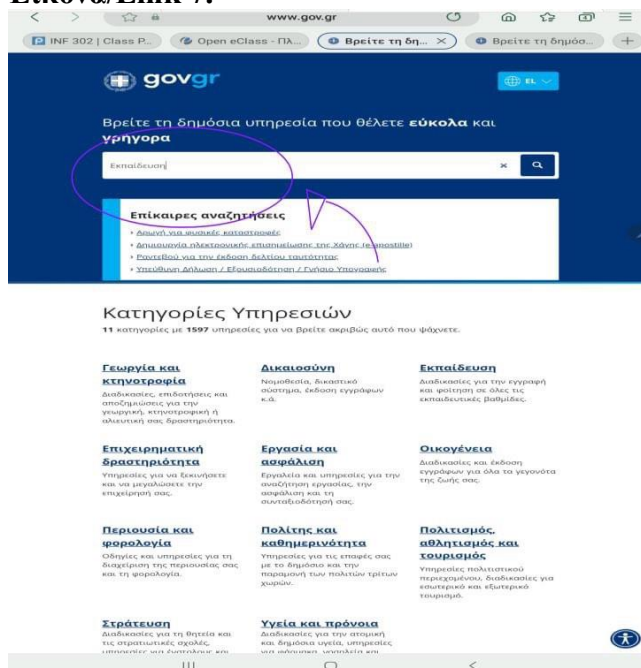 www.gov.gr
INF 302 | Class P...
Open eClass - ΠΛ...
Βρείτε τη δη...
Βρείτε τη δημόσ...
govgr
EL
Βρείτε τη δημόσια υπηρεσία που θέλετε εύκολα και
γρήγορα
Εκπαίδευση
Επίκαιρες αναζητήσεις
Αρωγή για φυσικές καταστροφές
Δημιουργία ηλεκτρονικής επισημείωσης της Χάγης (e-apostille)
Ραντεβού για την έκδοση δελτίου ταυτότητας
Υπεύθυνη Δήλωση / Εξουσιοδότηση / Γνήσιο Υπογραφής
Κατηγορίες Υπηρεσιών
11 κατηγορίες με 1597 υπηρεσίες για να βρείτε ακριβώς αυτό που ψάχνετε.
Γεωργία και
κτηνοτροφία
Διαδικασίες, επιδοτήσεις και
αποζημιώσεις για την
γεωργική, κτηνοτροφική ή
αλιευτική σας δραστηριότητα.
Δικαιοσύνη
Νομοθεσία, δικαστικό
σύστημα, έκδοση εγγράφων
κ.ά.
Εκπαίδευση
Διαδικασίες για την εγγραφή
και φοίτηση σε όλες τις
εκπαιδευτικές βαθμίδες.
Επιχειρηματική
δραστηριότητα
Υπηρεσίες για να ξεκινήσετε
και να μεγαλώσετε την
επιχείρησή σας.
Εργασία και
ασφάλιση
Εργαλεία και υπηρεσίες για την
αναζήτηση εργασίας, την
ασφάλιση και τη
συνταξιοδότησή σας.
Οικογένεια
Διαδικασίες και έκδοση
εγγράφων για όλα τα γεγονότα
της ζωής σας.
Περιουσία και
φορολογία
Οδηγίες και υπηρεσίες για τη
διαχείριση της περιουσίας σας
και τη φορολογία.
Πολίτης και
καθημερινότητα
Υπηρεσίες για τις επαφές σας
με το δημόσιο και την
παραμονή των πολιτών τρίτων
χωρών.
Πολιτισμός,
αθλητισμός και
τουρισμός
Υπηρεσίες πολιτιστικού
περιεχομένου, διαδικασίες για
εσωτερικό και εξωτερικό
τουρισμό.
Στράτευση
Διαδικασίες για τη θητεία και
τις στρατιωτικές σχολές,
υπηρεσίες για ένστολους και
Υγεία και πρόνοια
Διαδικασίες για την ατομική
και δημόσια υγεία, υπηρεσίες
για φάρμακα, νοσηλεία και